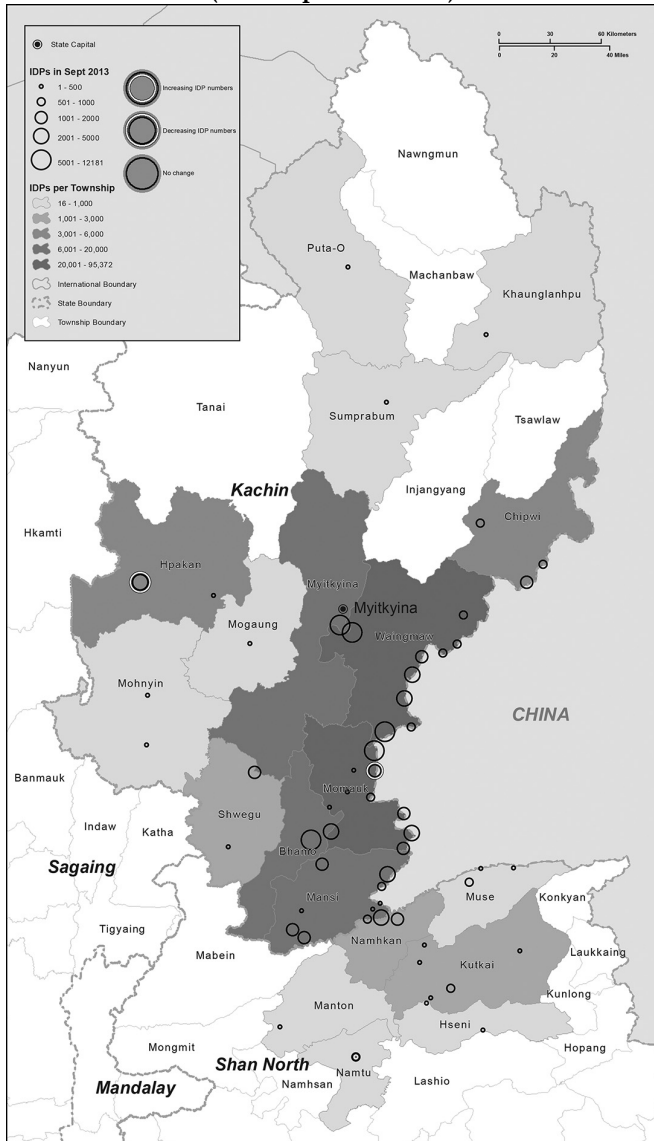 0 30 60 Kilometers
0 20 40 Miles
State Capital
IDPs in Sept 2013
1 - 500
501 - 1000
1001 - 2000
2001 - 5000
5001 - 12181
Increasing IDP numbers
Decreasing IDP numbers
No change
IDPs per Township
16 - 1,000
1,001 - 3,000
3,001 - 6,000
6,001 - 20,000
20,001 - 95,372
International Boundary
State Boundary
Township Boundary
Nawngmun
Puta-O
Machanbaw
Khaunglanhpu
Nanyun
Tanai
Sumprabum
Tsawlaw
Kachin
Injangyang
Hkamti
Chipwi
Hpakan
Myitkyina
Myitkyina
Mogaung
Waingmaw
Mohnyin
CHINA
Banmauk
Momauk
Shwegu
Indaw
Katha
Bhamo
Sagaing
Mansi
Muse
Konkyan
Tigyaing
Namhkan
Laukkaing
Mabein
Kutkai
Kunlong
Manton
Hseni
Mongmit
Shan North
Hopang
Namtu
Mandalay
Namhsan
Lashio